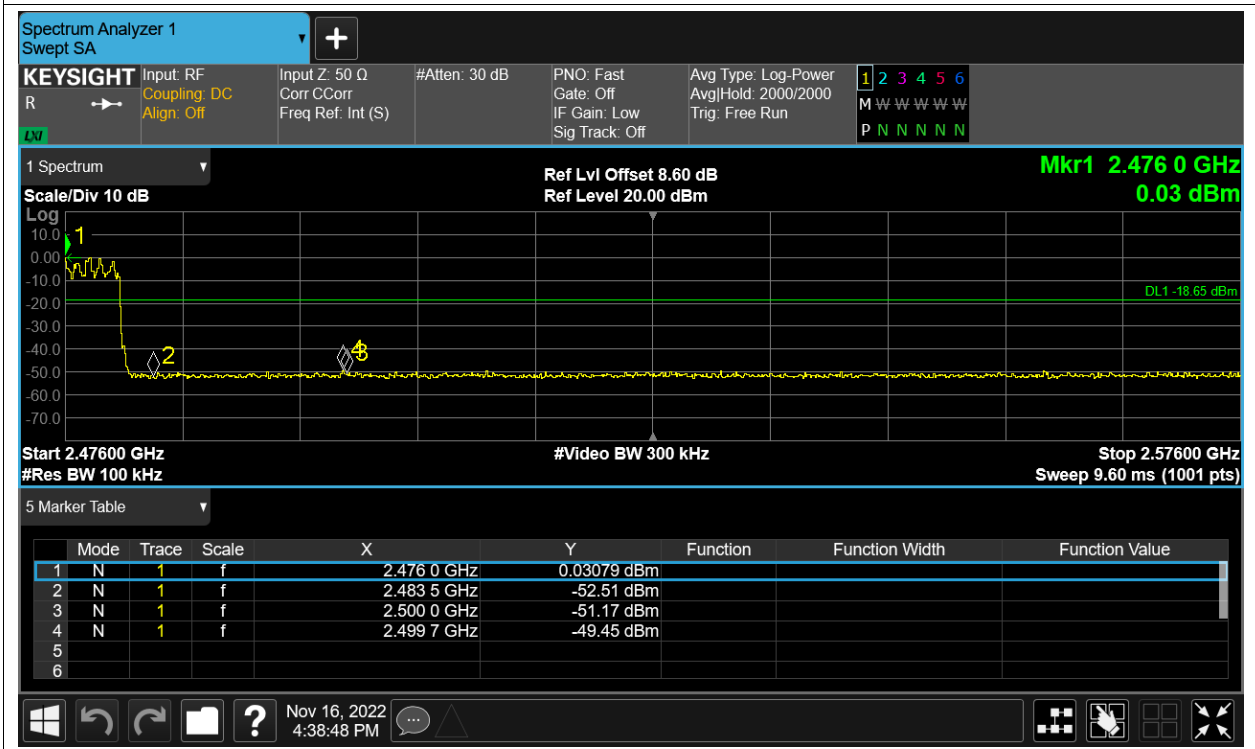 Spectrum Analyzer 1
Swept SA
KEYSIGHT Input: RF Input Z: 50 Ω #Atten: 30 dB PNO: Fast Avg Type: Log-Power 1 2 3 4 5 6
R Coupling: DC Corr CCorr Gate: Off Avg|Hold: 2000/2000 M W W W W W
Align: Off Freq Ref: Int (S) IF Gain: Low Trig: Free Run
LXI Sig Track: Off P N N N N N
1 Spectrum Ref Lvl Offset 8.60 dB Mkr1 2.476 0 GHz
Scale/Div 10 dB Ref Level 20.00 dBm 0.03 dBm
Log
10.0 1
0.00
-10.0
DL1 -18.65 dBm
-20.0
-30.0
-40.0 2 4 3
-50.0
-60.0
-70.0
Start 2.47600 GHz #Video BW 300 kHz Stop 2.57600 GHz
#Res BW 100 kHz Sweep 9.60 ms (1001 pts)
5 Marker Table
Mode Trace Scale X Y Function Function Width Function Value
1 N 1 f 2.476 0 GHz 0.03079 dBm
2 N 1 f 2.483 5 GHz -52.51 dBm
3 N 1 f 2.500 0 GHz -51.17 dBm
4 N 1 f 2.499 7 GHz -49.45 dBm
5
6
? Nov 16, 2022
4:38:48 PM